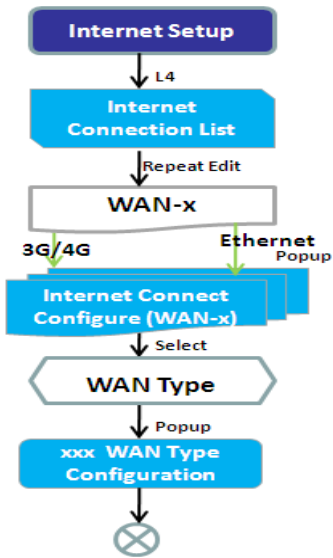 Internet Setup
L4
Internet
Connection List
Repeat Edit
WAN-x
3G/4G
Ethernet
Popup
Internet Connect
Configure (WAN-x)
Select
WAN Type
Popup
xxx WAN Type
Configuration